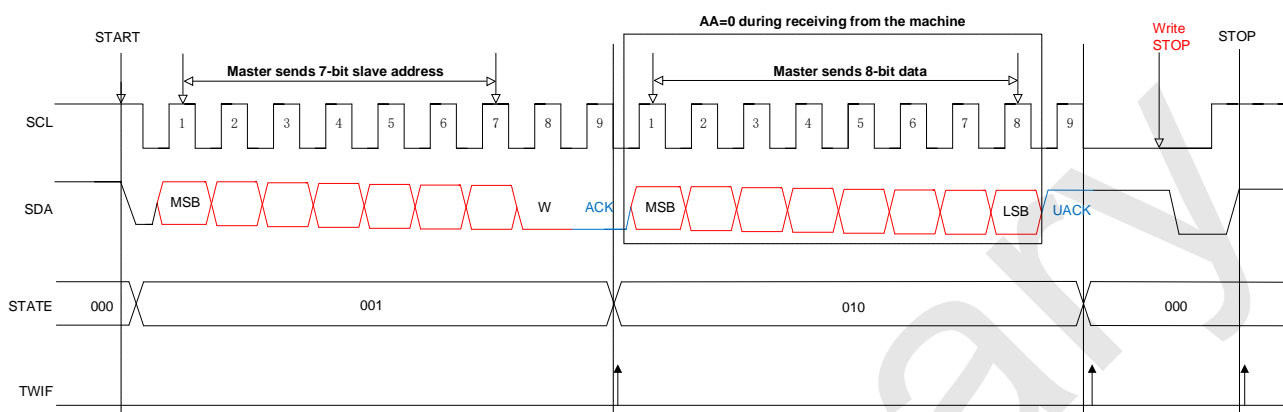 AA=0 during receiving from the machine
START
Write
STOP
STOP
Master sends 7-bit slave address
Master sends 8-bit data
SCL
1 2 3 4 5 6 7 8 9 1 2 3 4 5 6 7 8 9
SDA
MSB W ACK MSB LSB UACK
STATE
000 001 010 000
TWIF